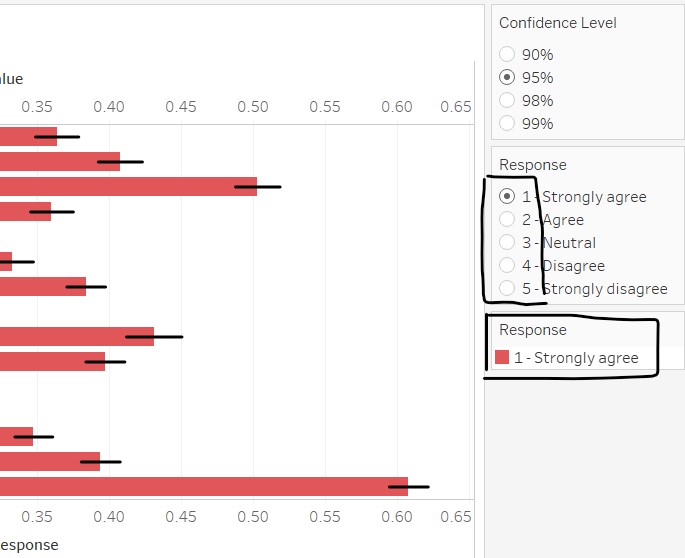 Confidence Level
90%
95%
98%
99%
alue
0.35 0.40 0.45 0.50 0.55 0.60 0.65
Response
1 - Strongly agree
2 - Agree
3 - Neutral
4 - Disagree
5 - Strongly disagree
Response
1 - Strongly agree
0.35 0.40 0.45 0.50 0.55 0.60 0.65
esponse